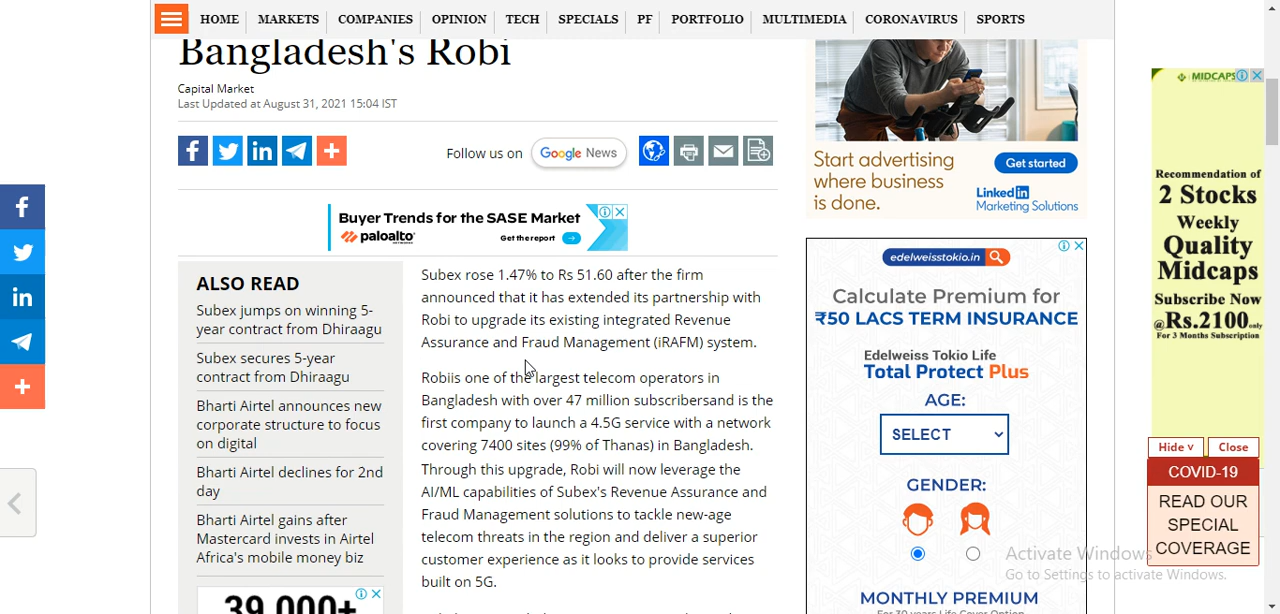 HOME MARKETS COMPANIES OPINION TECH SPECIALS PF PORTFOLIO MULTIMEDIA CORONAVIRUS SPORTS
Bangladesh's Robi
Capital Market
Last Updated at August 31, 2021 15:04 IST
Follow us on
Google News
Buyer Trends for the SASE Market
paloalto
Get the report
ALSO READ
Subex jumps on winning 5-
year contract from Dhiraagu
Subex secures 5-year
contract from Dhiraagu
Bharti Airtel announces new
corporate structure to focus
on digital
Bharti Airtel declines for 2nd
day
Bharti Airtel gains after
Mastercard invests in Airtel
Africa's mobile money biz
39,000+
Subex rose 1.47% to Rs 51.60 after the firm
announced that it has extended its partnership with
Robi to upgrade its existing integrated Revenue
Assurance and Fraud Management (iRAFM) system.
Robiis one of the largest telecom operators in
Bangladesh with over 47 million subscribersand is the
first company to launch a 4.5G service with a network
covering 7400 sites (99% of Thanas) in Bangladesh.
Through this upgrade, Robi will now leverage the
AI/ML capabilities of Subex's Revenue Assurance and
Fraud Management solutions to tackle new-age
telecom threats in the region and deliver a superior
customer experience as it looks to provide services
built on 5G.
Start advertising
where business
is done.
Get started
Linked in
Marketing Solutions
edelweisstokio.in
Calculate Premium for
₹50 LACS TERM INSURANCE
Edelweiss Tokio Life
Total Protect Plus
AGE:
SELECT
GENDER:
MONTHLY PREMIUM
For 30 years Life Cover Option
MIDCAPS
Recommendation of
2 Stocks
Weekly
Quality
Midcaps
Subscribe Now
@Rs.2100 only
For 3 Months Subscription
Hide v
Close
COVID-19
READ OUR
SPECIAL
COVERAGE
Activate Windows
Go to Settings to activate Windows.